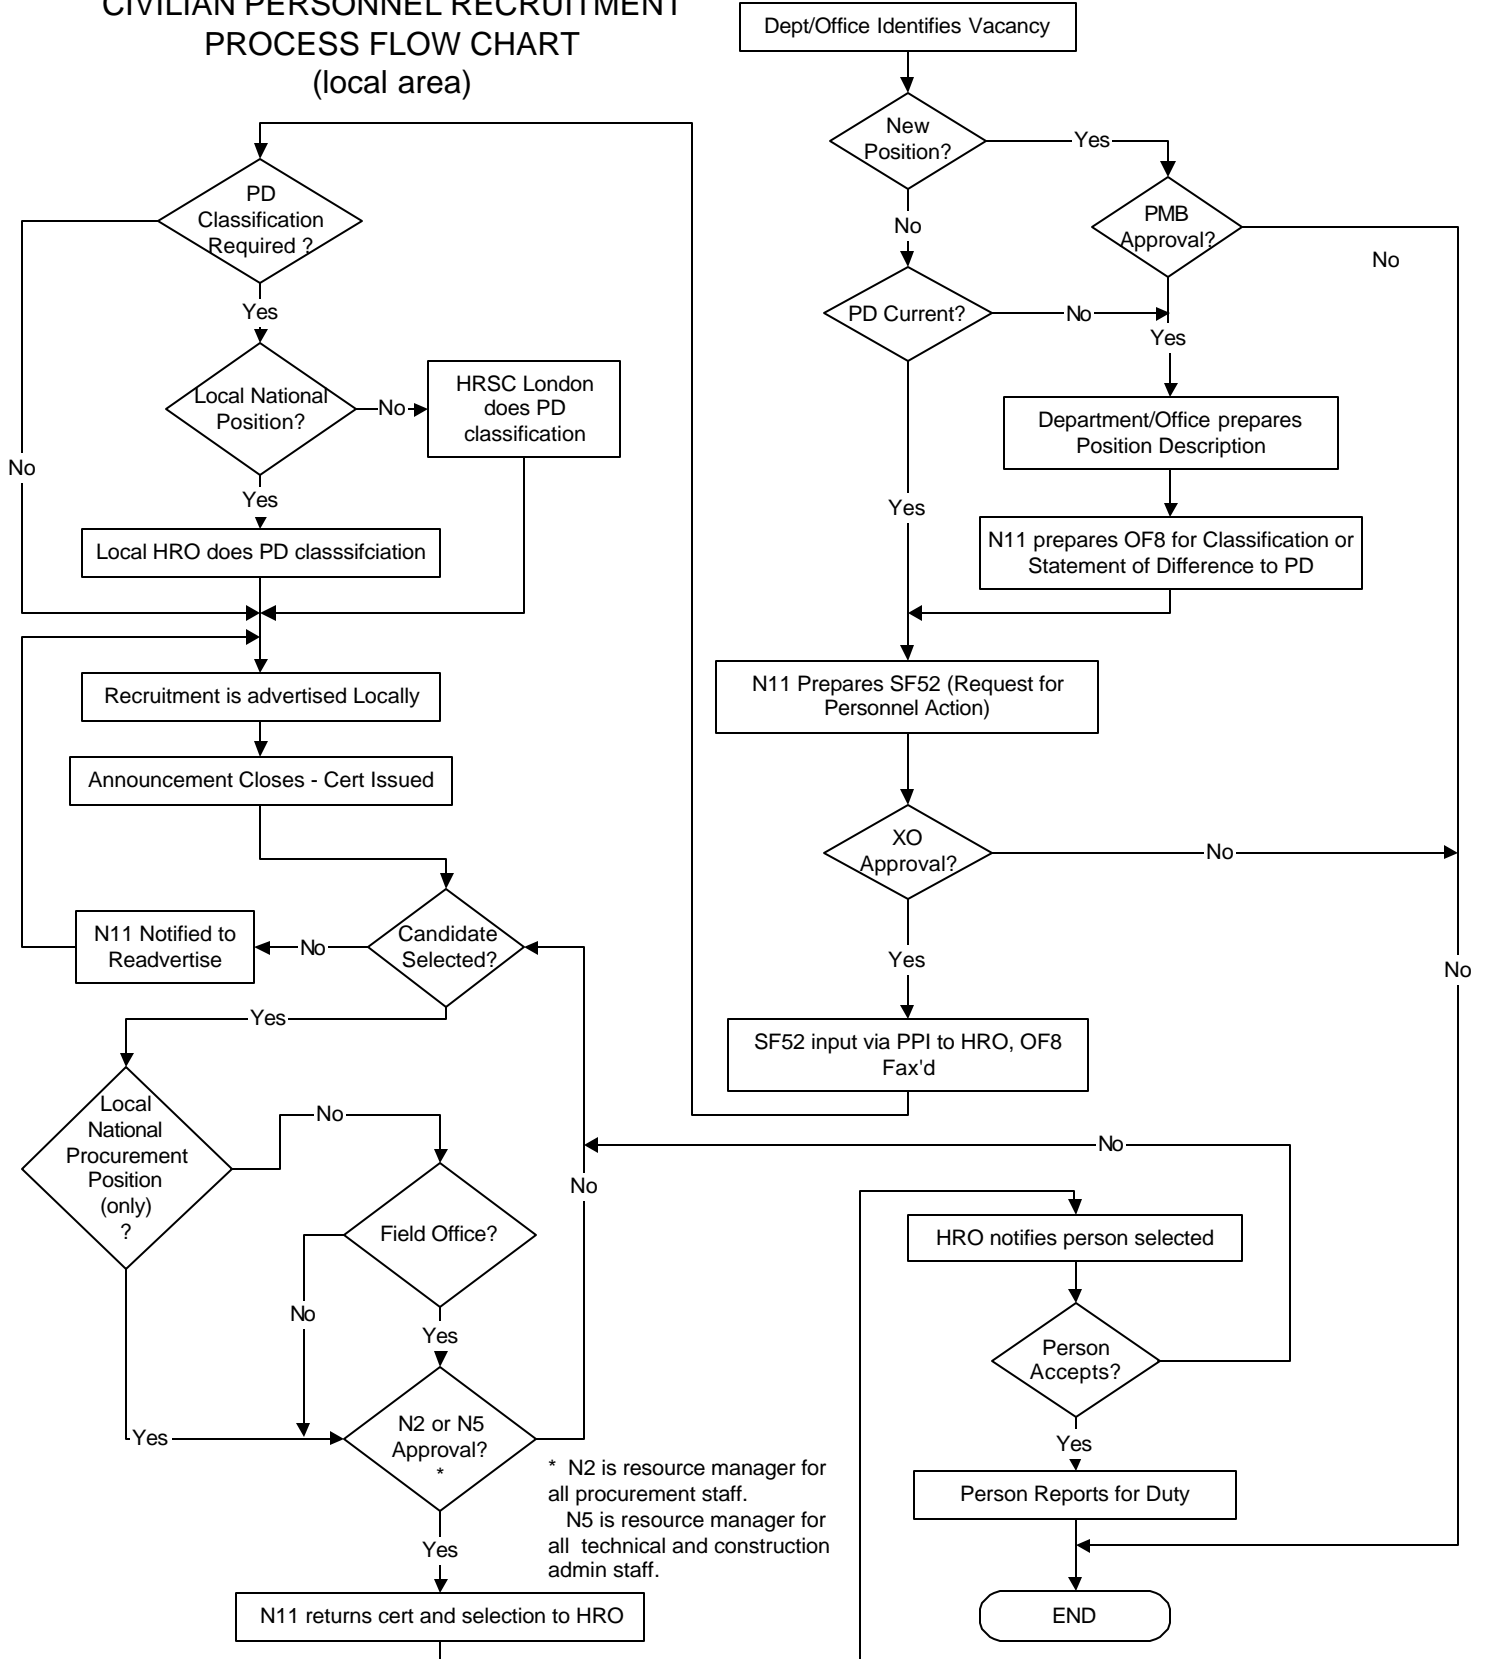 CIVILIAN PERSONNEL RECRUITMENT
PROCESS FLOW CHART
(local area)
Dept/Office Identifies Vacancy
New
Position?
Yes
No
PMB
Approval?
No
PD Current?
No
Yes
Department/Office prepares
Position Description
Yes
N11 prepares OF8 for Classification or
Statement of Difference to PD
N11 Prepares SF52 (Request for
Personnel Action)
XO
Approval?
No
Yes
No
SF52 input via PPI to HRO, OF8
Fax'd
PD
Classification
Required ?
Yes
No
Local National
Position?
No
HRSC London
does PD
classification
Yes
Local HRO does PD classsifciation
Recruitment is advertised Locally
Announcement Closes - Cert Issued
Candidate
Selected?
No
N11 Notified to
Readvertise
Yes
Local
National
Procurement
Position
(only)
?
No
Field Office?
No
Yes
Yes
N2 or N5
Approval?
*
No
Yes
* N2 is resource manager for
all procurement staff.
N5 is resource manager for
all technical and construction
admin staff.
N11 returns cert and selection to HRO
HRO notifies person selected
Person
Accepts?
No
Yes
Person Reports for Duty
END